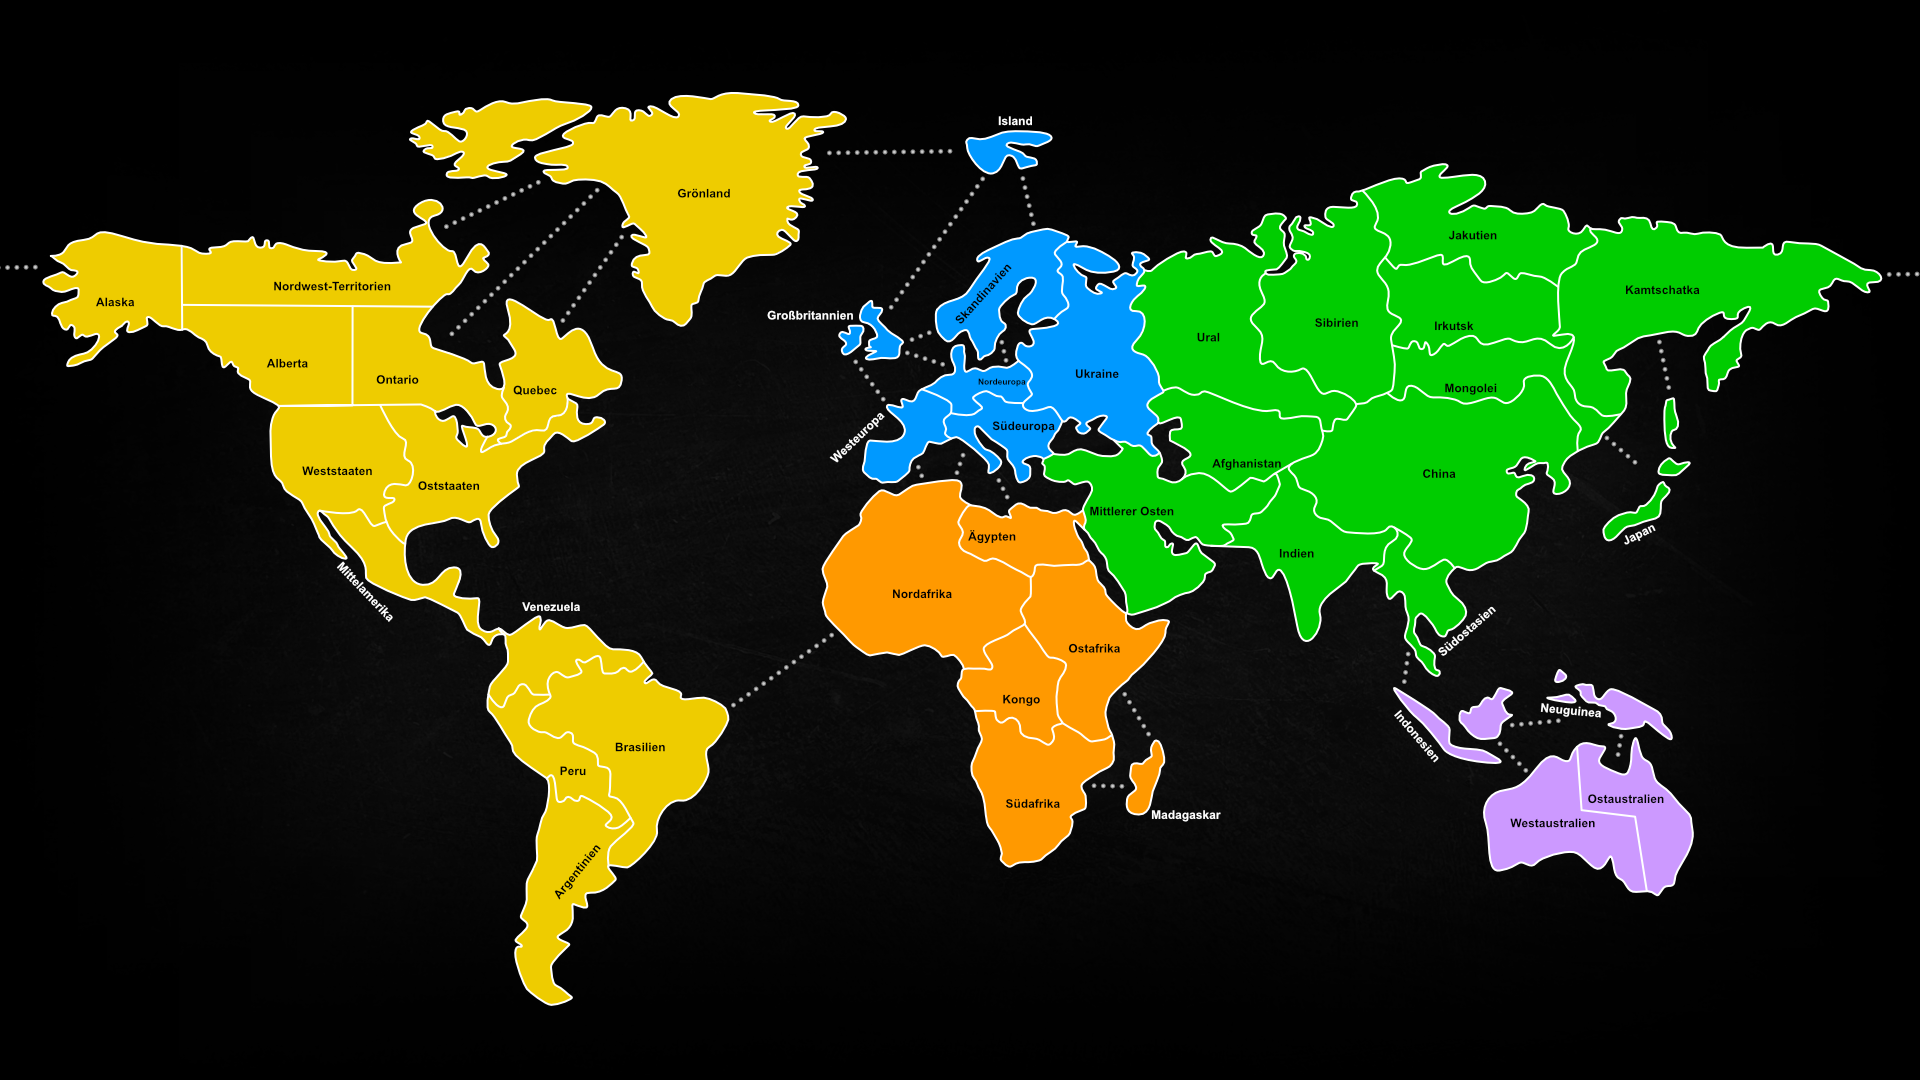 Island
Grönland
Jakutien
Nordwest-Territorien
Skandinavien
Kamtschatka
Alaska
Großbritannien
Sibirien
Irkutsk
Ural
Alberta
Ontario
Quebec
Nordeuropa
Ukraine
Mongolei
Westeuropa
Südeuropa
Weststaaten
Oststaaten
Afghanistan
China
Mittlerer Osten
Ägypten
Japan
Indien
Mittelamerika
Nordafrika
Venezuela
Ostafrika
Südostasien
Kongo
Neuguinea
Indonesien
Brasilien
Peru
Südafrika
Madagaskar
Ostaustralien
Westaustralien
Argentinien